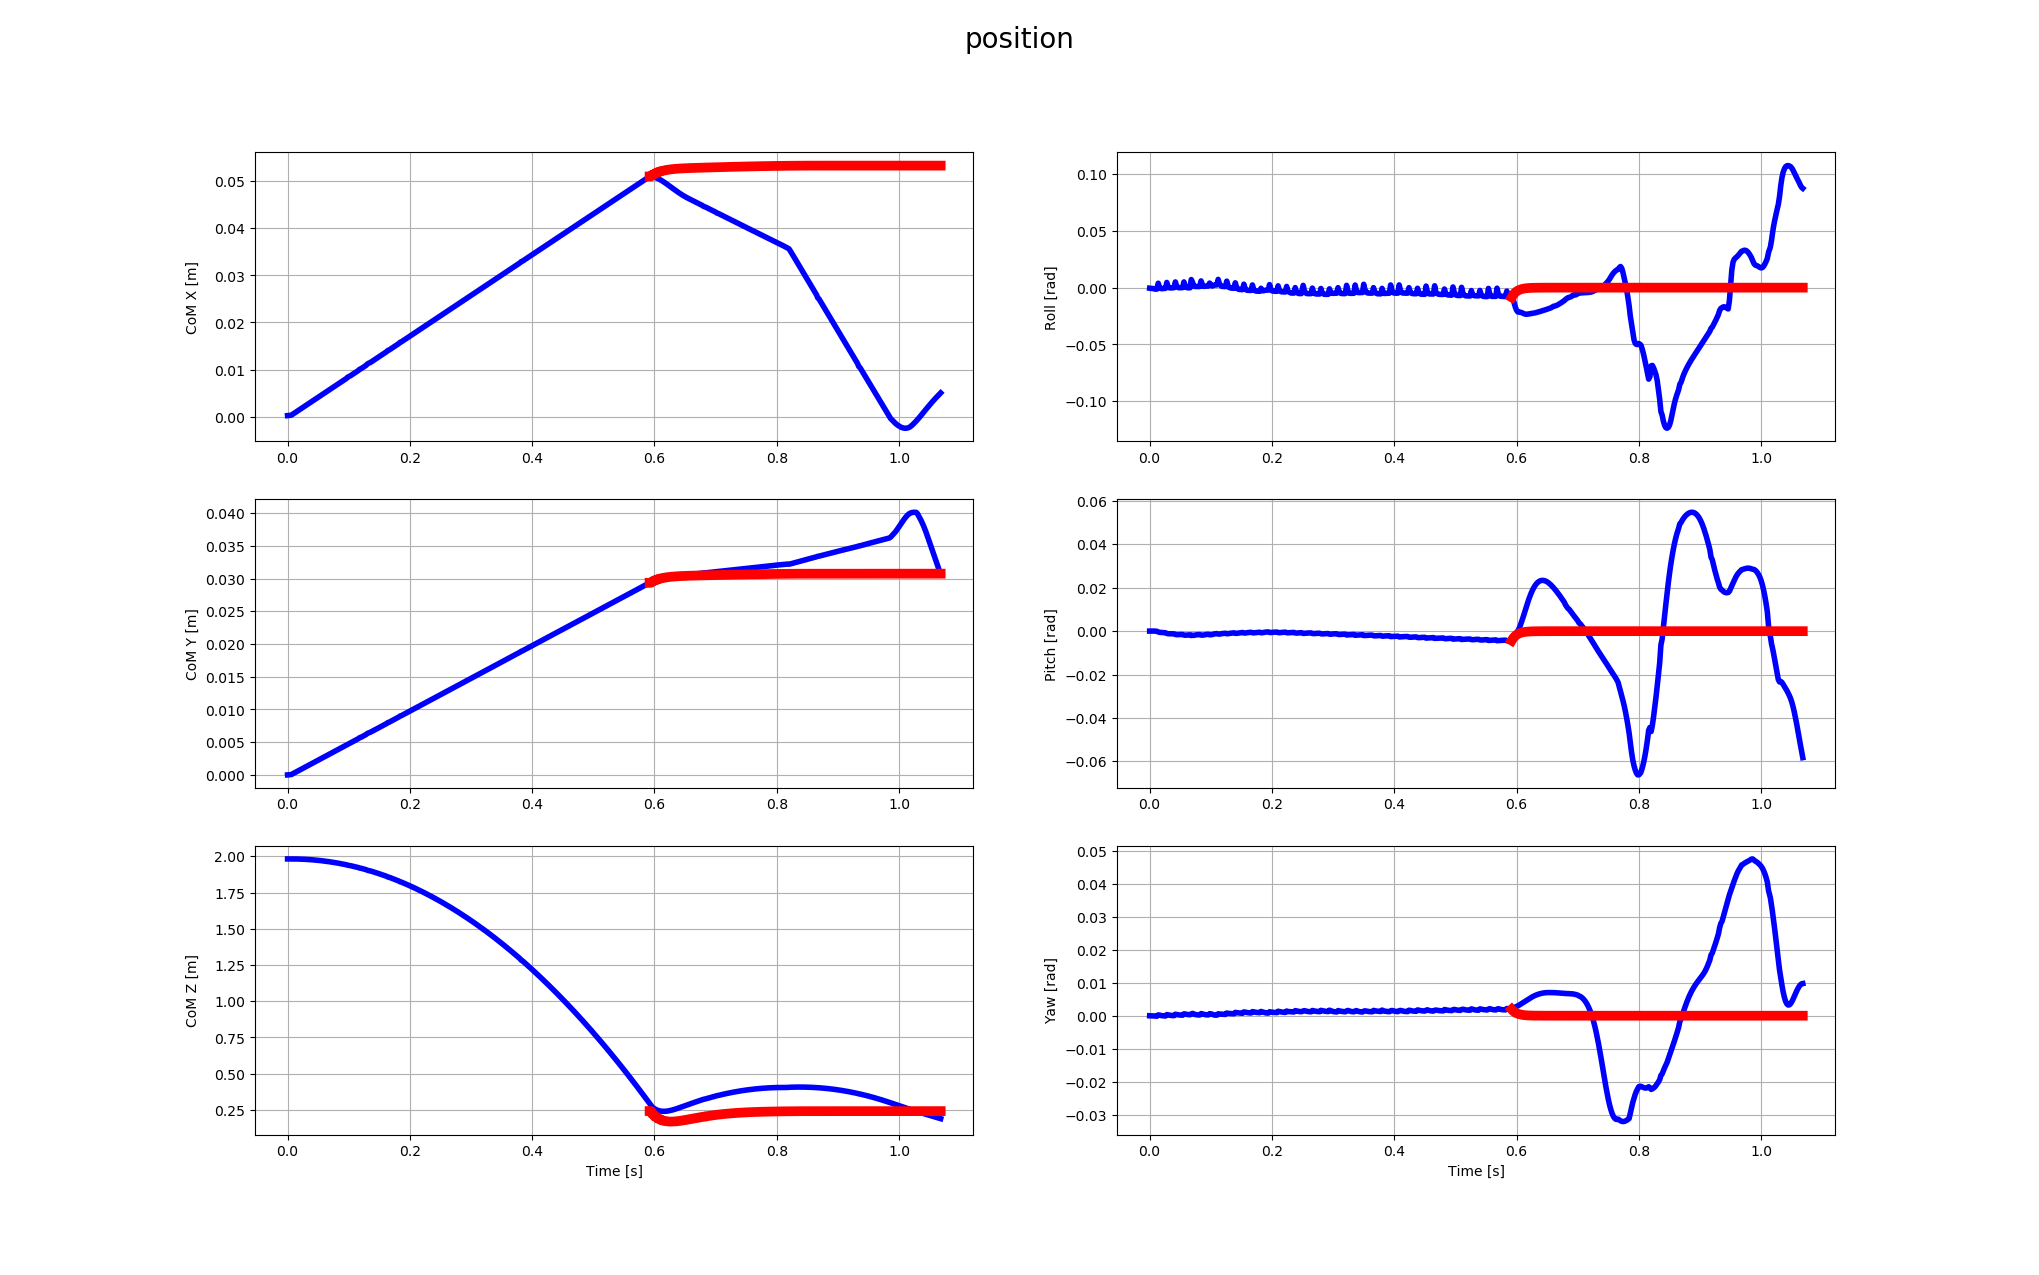 position
CoM X [m]
0.05
0.04
0.03
0.02
0.01
0.00
0.0 0.2 0.4 0.6 0.8 1.0
Roll [rad]
0.10
0.05
0.00
−0.05
−0.10
0.0 0.2 0.4 0.6 0.8 1.0
CoM Y [m]
0.040
0.035
0.030
0.025
0.020
0.015
0.010
0.005
0.000
0.0 0.2 0.4 0.6 0.8 1.0
Pitch [rad]
0.06
0.04
0.02
0.00
−0.02
−0.04
−0.06
0.0 0.2 0.4 0.6 0.8 1.0
CoM Z [m]
2.00
1.75
1.50
1.25
1.00
0.75
0.50
0.25
0.0 0.2 0.4 0.6 0.8 1.0
Time [s]
Yaw [rad]
0.05
0.04
0.03
0.02
0.01
0.00
−0.01
−0.02
−0.03
0.0 0.2 0.4 0.6 0.8 1.0
Time [s]